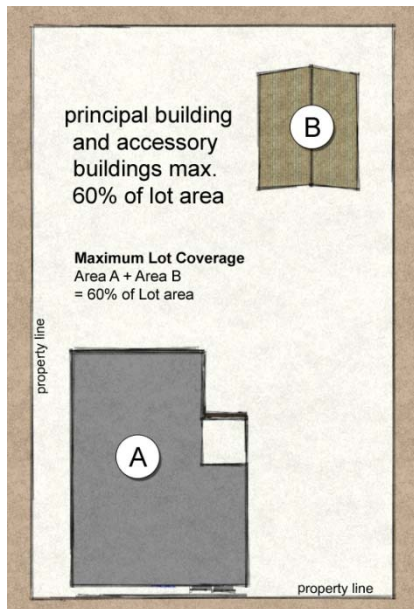 principal building
and accessory
buildings max.
60% of lot area
B
Maximum Lot Coverage
Area A + Area B
= 60% of Lot area
property line
A
property line